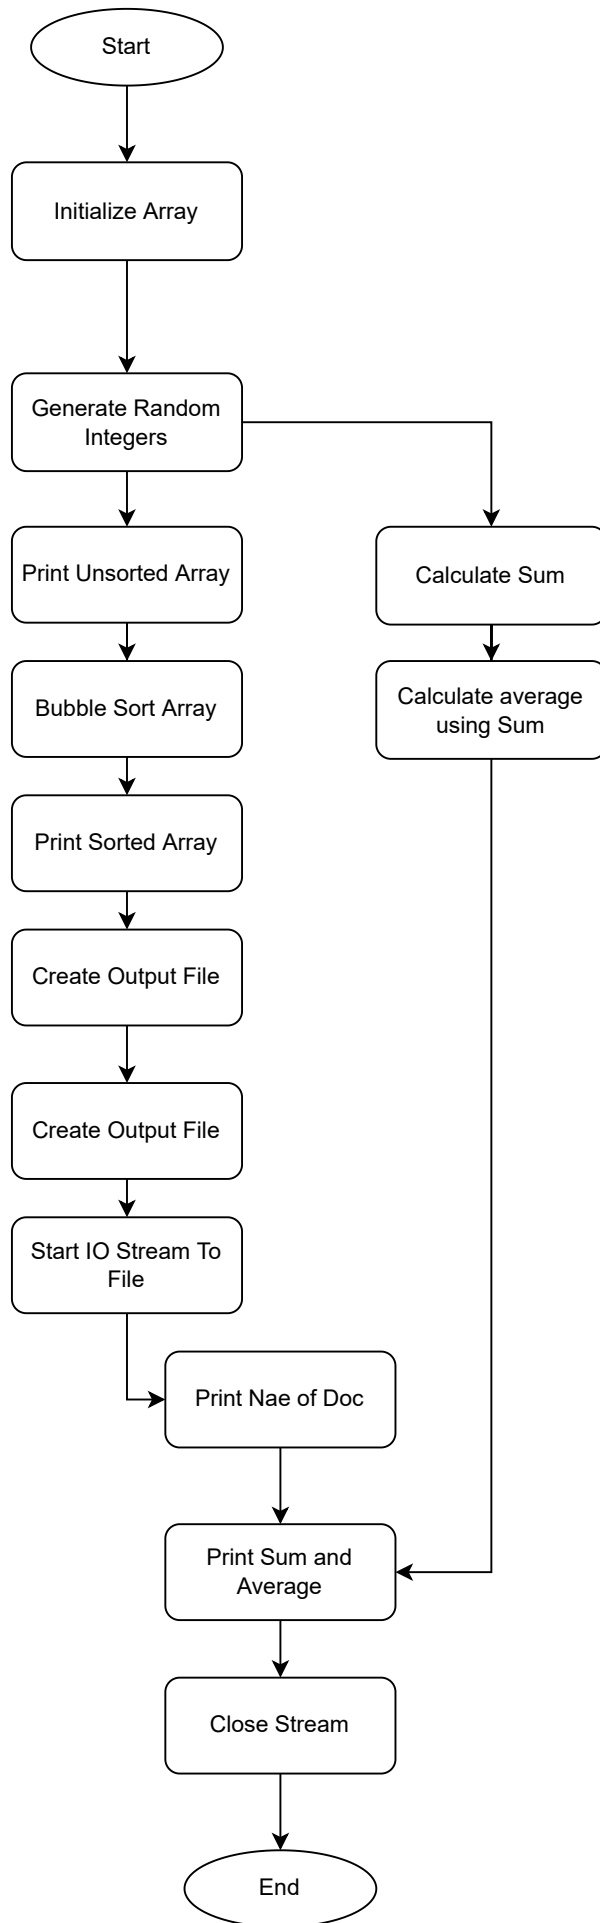 Start
Initialize Array
Generate Random
Integers
Print Unsorted Array
Calculate Sum
Bubble Sort Array
Calculate average
using Sum
Print Sorted Array
Create Output File
Create Output File
Start IO Stream To
File
Print Nae of Doc
Print Sum and
Average
Close Stream
End